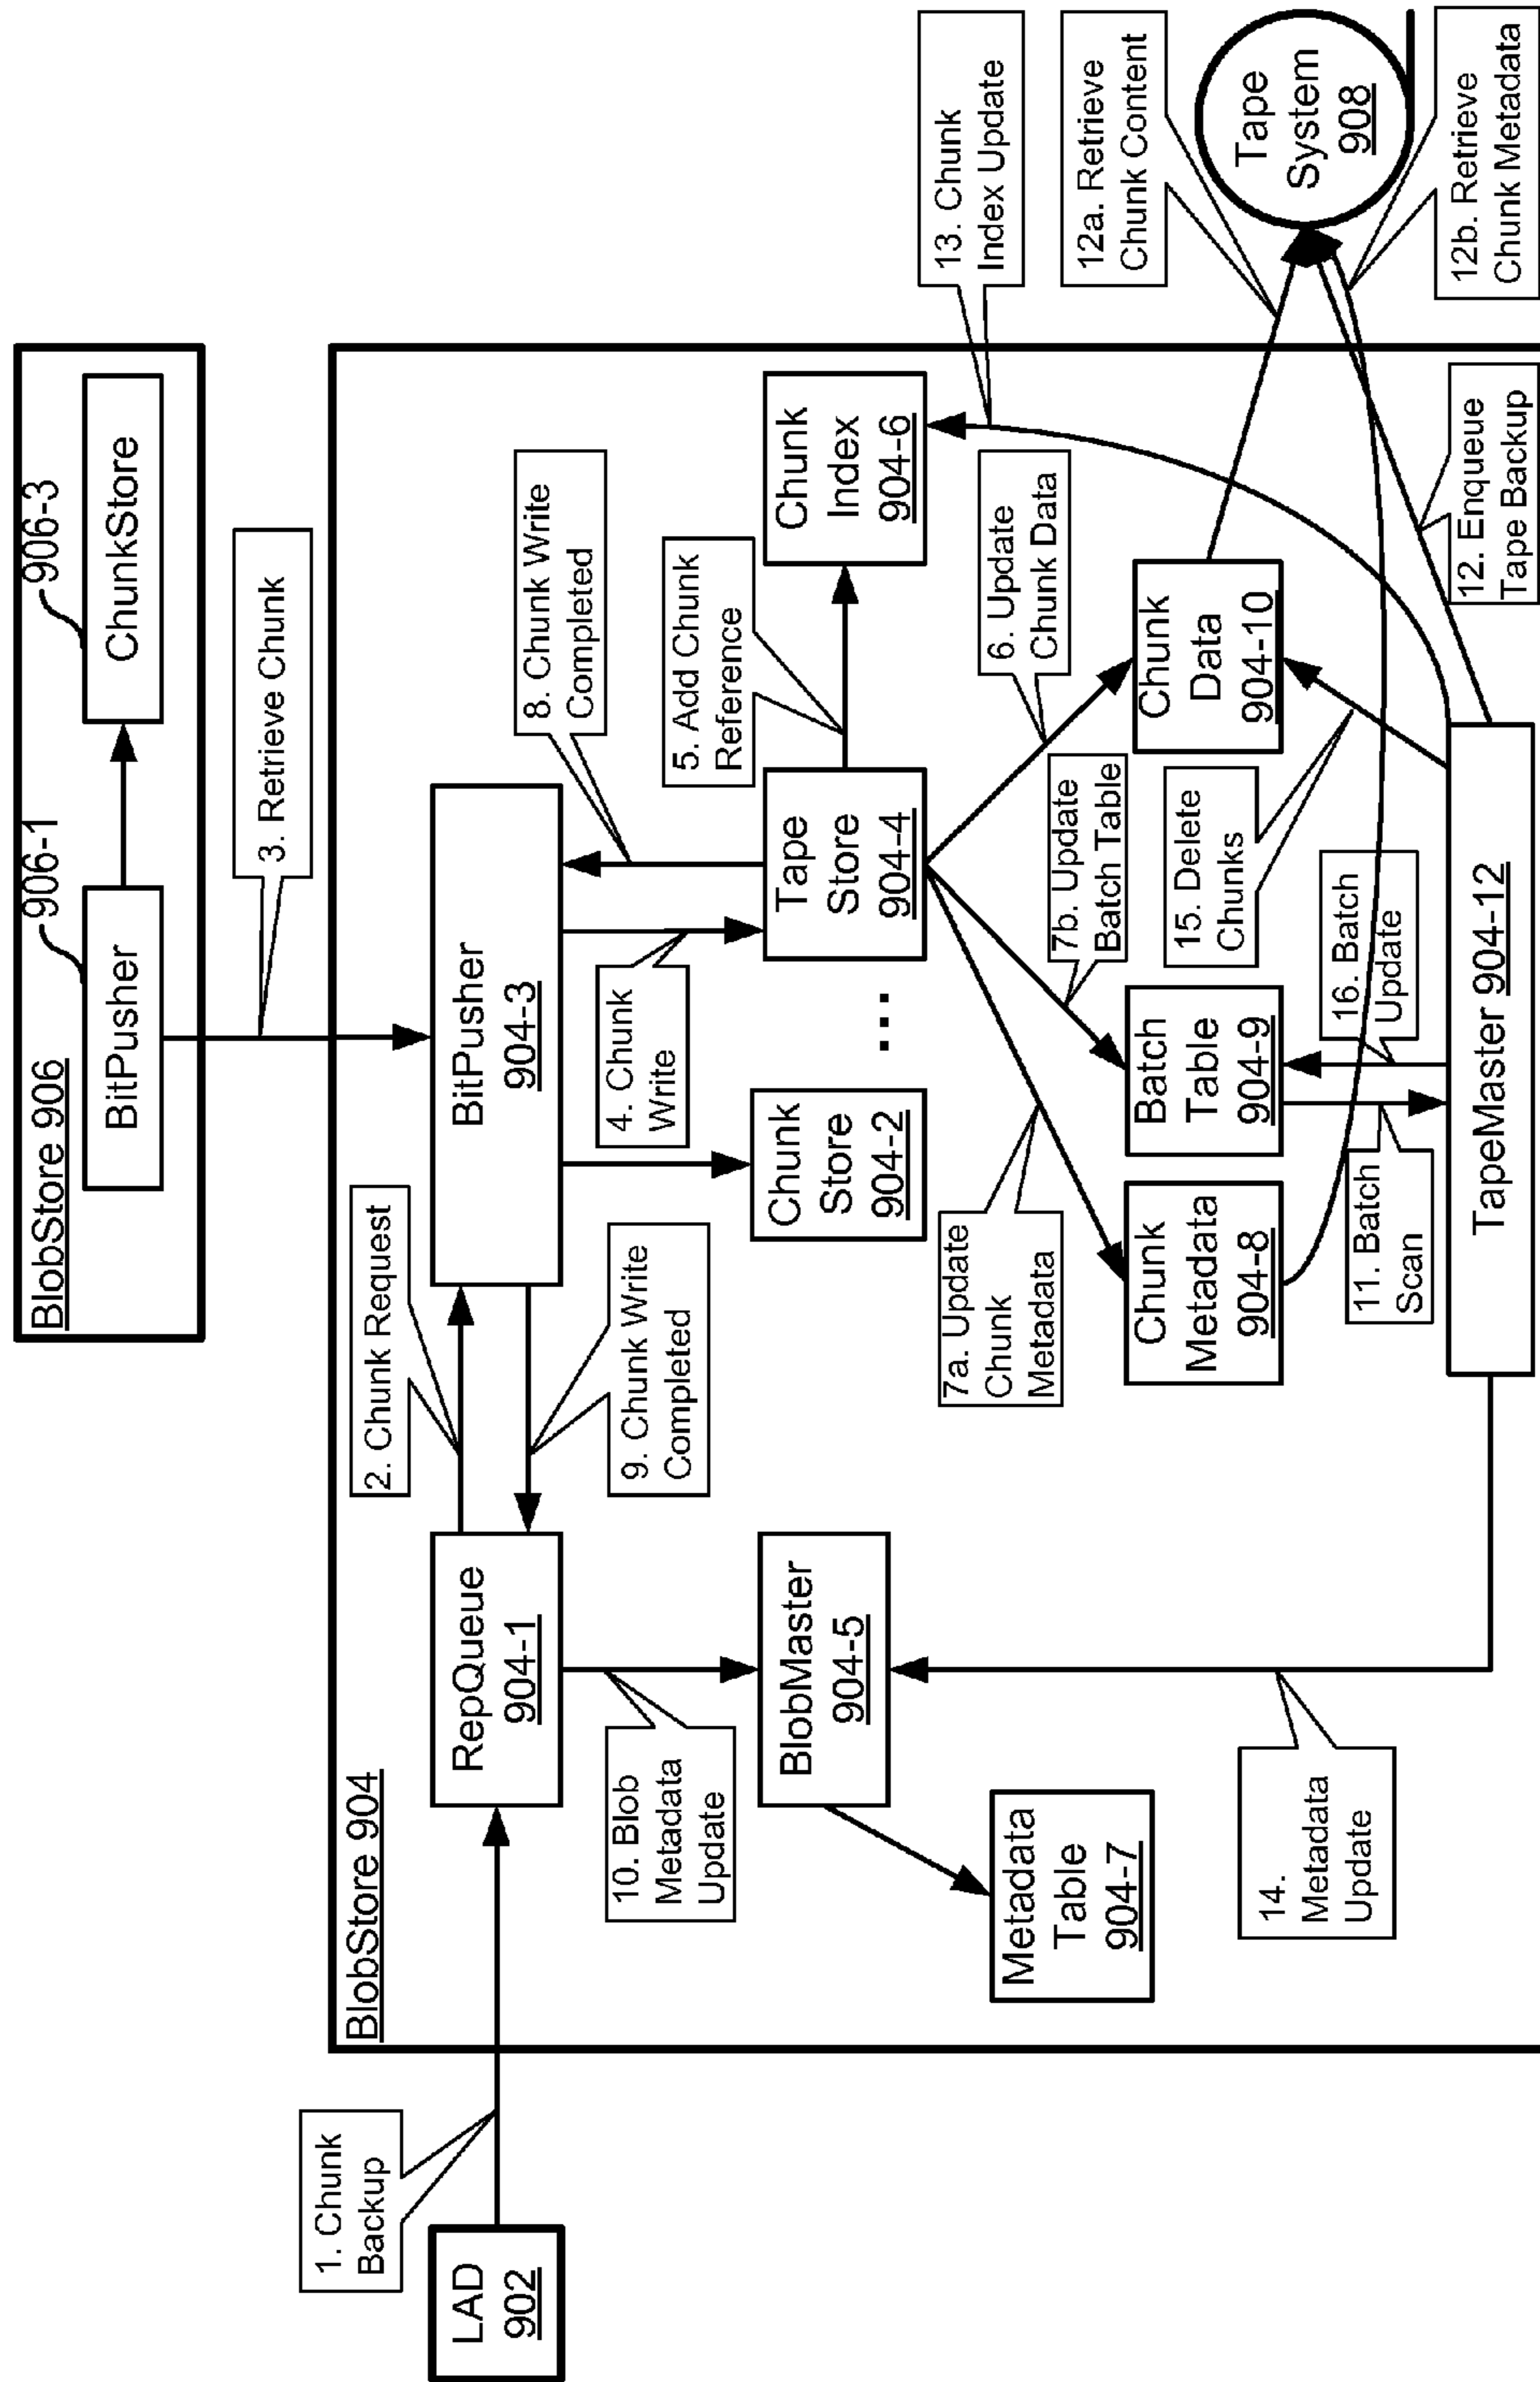 BlobStore 906
BitPusher
906-1
ChunkStore
906-3
3. Retrieve Chunk
BlobStore 904
1. Chunk
Backup
LAD
902
RepQueue
904-1
2. Chunk Request
9. Chunk Write
Completed
BitPusher
904-3
10. Blob
Metadata
Update
BlobMaster
904-5
Metadata
Table
904-7
14.
Metadata
Update
4. Chunk
Write
8. Chunk Write
Completed
Chunk
Store
904-2
...
Tape
Store
904-4
5. Add Chunk
Reference
Chunk
Index
904-6
7a. Update
Chunk
Metadata
7b. Update
Batch Table
6. Update
Chunk Data
13. Chunk
Index Update
Chunk
Metadata
904-8
Batch
Table
904-9
Chunk
Data
904-10
11. Batch
Scan
16. Batch
Update
15. Delete
Chunks
12. Enqueue
Tape Backup
TapeMaster 904-12
12a. Retrieve
Chunk Content
Tape
System
908
12b. Retrieve
Chunk Metadata